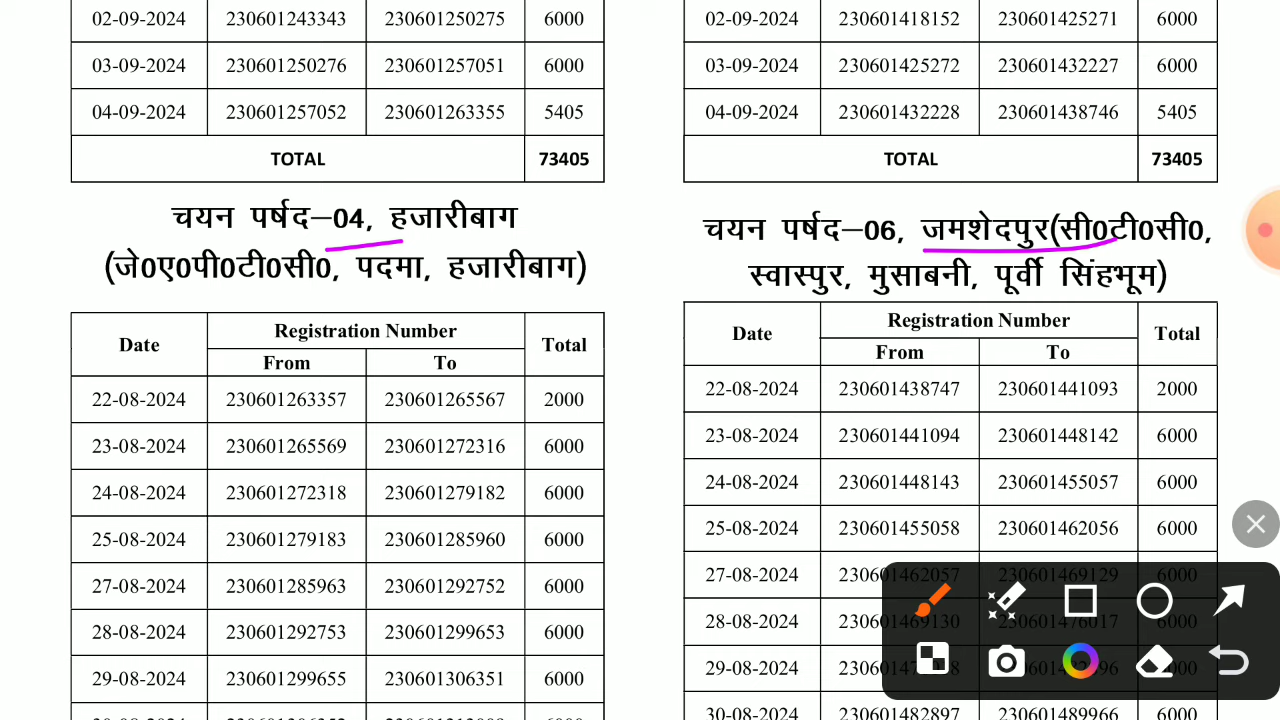 02-09-2024 230601243343 230601250275 6000
03-09-2024 230601250276 230601257051 6000
04-09-2024 230601257052 230601263355 5405
TOTAL 73405
चयन पर्षद–04, हजारीबाग
(जे0ए0पी0टी0सी0, पदमा, हजारीबाग)
Date Registration Number Total
From To
22-08-2024 230601263357 230601265567 2000
23-08-2024 230601265569 230601272316 6000
24-08-2024 230601272318 230601279182 6000
25-08-2024 230601279183 230601285960 6000
27-08-2024 230601285963 230601292752 6000
28-08-2024 230601292753 230601299653 6000
29-08-2024 230601299655 230601306351 6000
02-09-2024 230601418152 230601425271 6000
03-09-2024 230601425272 230601432227 6000
04-09-2024 230601432228 230601438746 5405
TOTAL 73405
चयन पर्षद–06, जमशेदपुर(सी0टी0सी0,
स्वास्पुर, मुसाबनी, पूर्वी सिंहभूम)
Date Registration Number Total
From To
22-08-2024 230601438747 230601441093 2000
23-08-2024 230601441094 230601448142 6000
24-08-2024 230601448143 230601455057 6000
25-08-2024 230601455058 230601462056 6000
27-08-2024 230601462057 230601469129 6000
28-08-2024 230601469130 230601476017
29-08-2024
30-08-2024 230601482897 230601489966